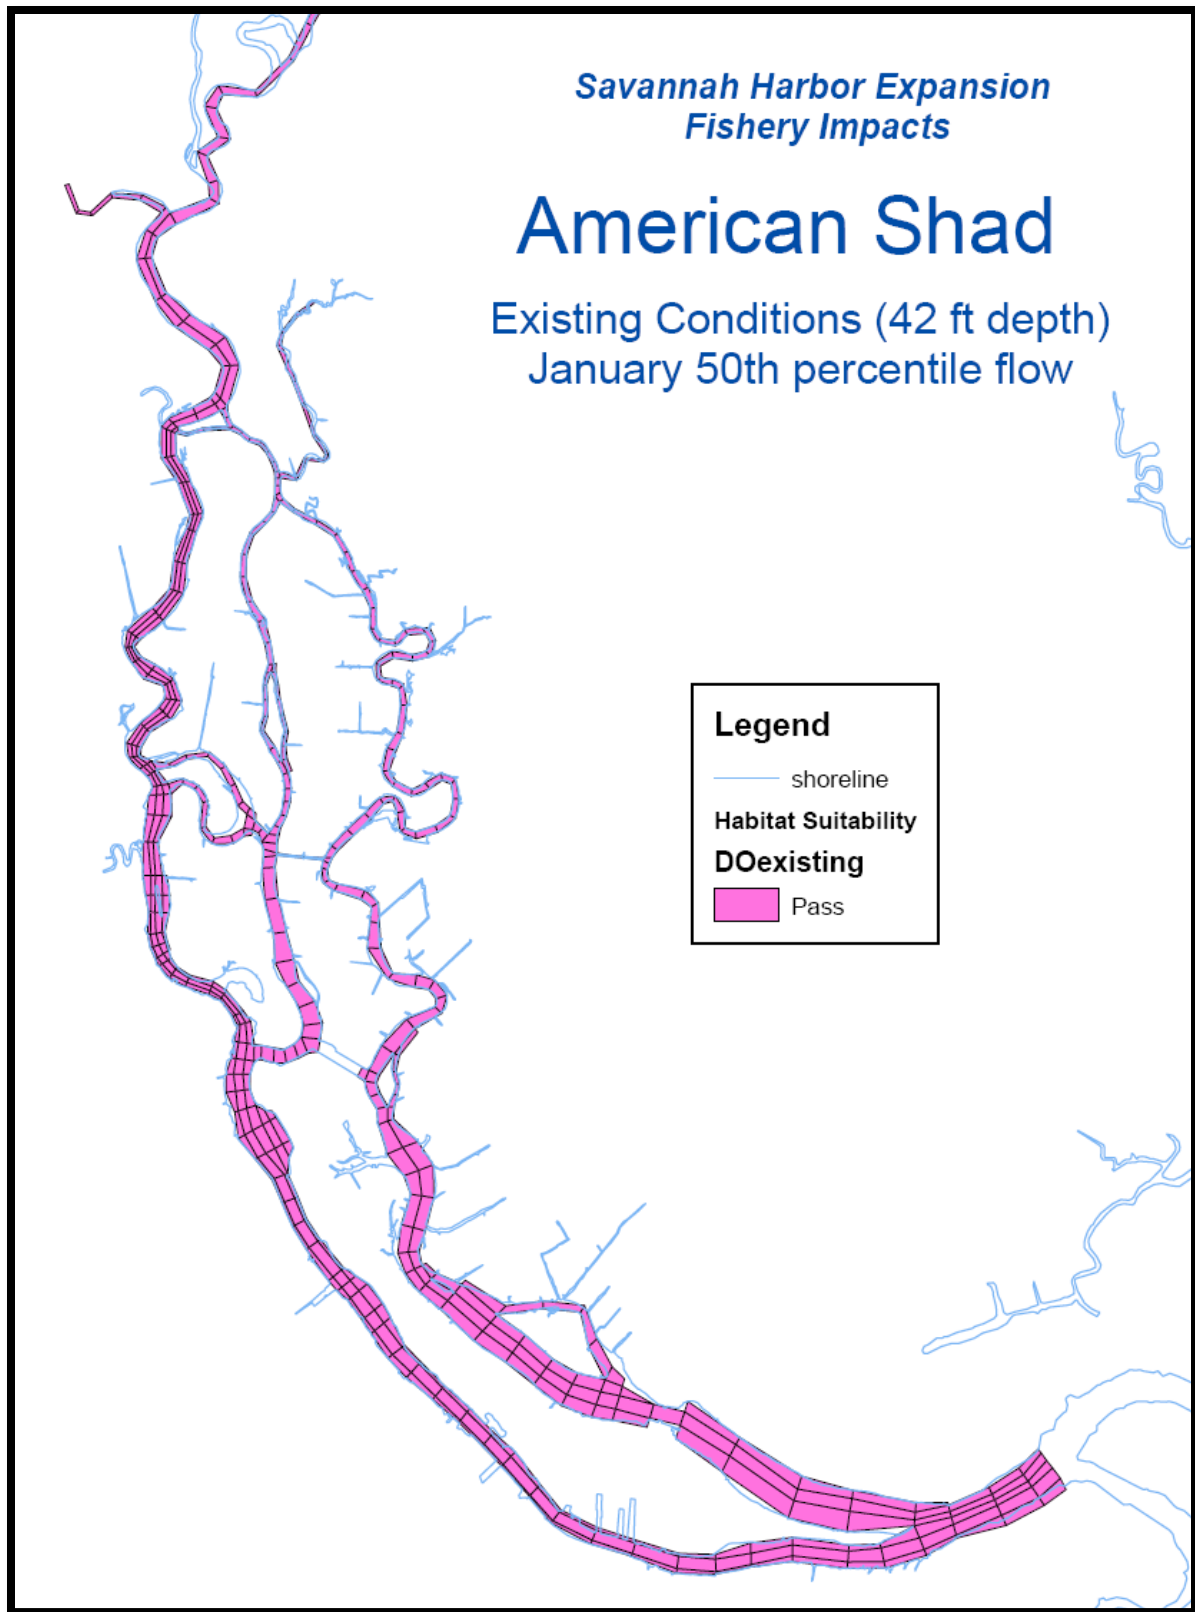 Savannah Harbor Expansion
Fishery Impacts
American Shad
Existing Conditions (42 ft depth)
January 50th percentile flow
Legend
shoreline
Habitat Suitability
DOexisting
Pass